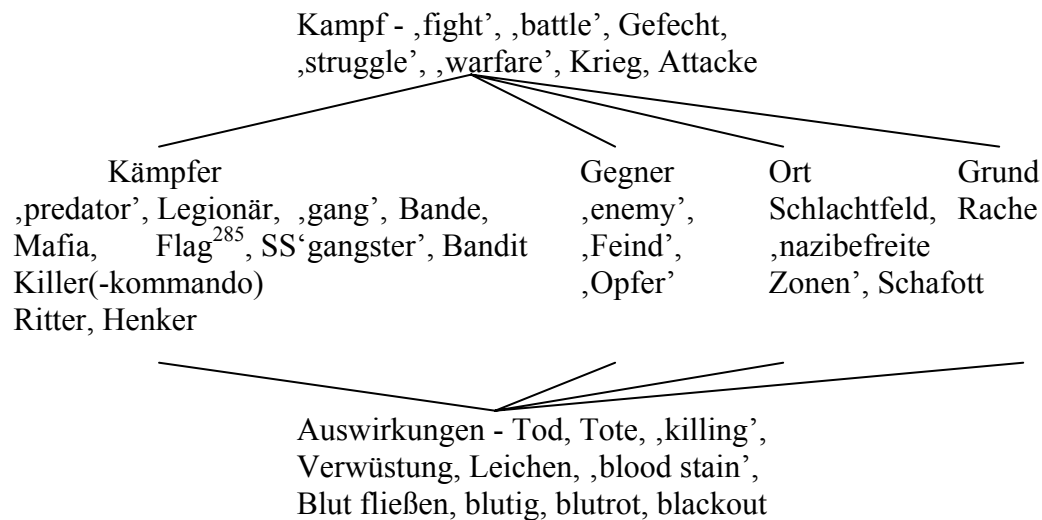 Kampf - ‚fight’, ‚battle’, Gefecht,
‚struggle’, ‚warfare’, Krieg, Attacke
Kämpfer
‚predator’, Legionär, ‚gang’, Bande,
Mafia, Flag285, SS‘gangster’, Bandit
Killer(-kommando)
Ritter, Henker
Gegner
‚enemy’,
‚Feind’,
‚Opfer’
Ort
Schlachtfeld,
‚nazibefreite
Zonen’, Schafott
Grund
Rache
Auswirkungen - Tod, Tote, ‚killing’,
Verwüstung, Leichen, ‚blood stain’,
Blut fließen, blutig, blutrot, blackout